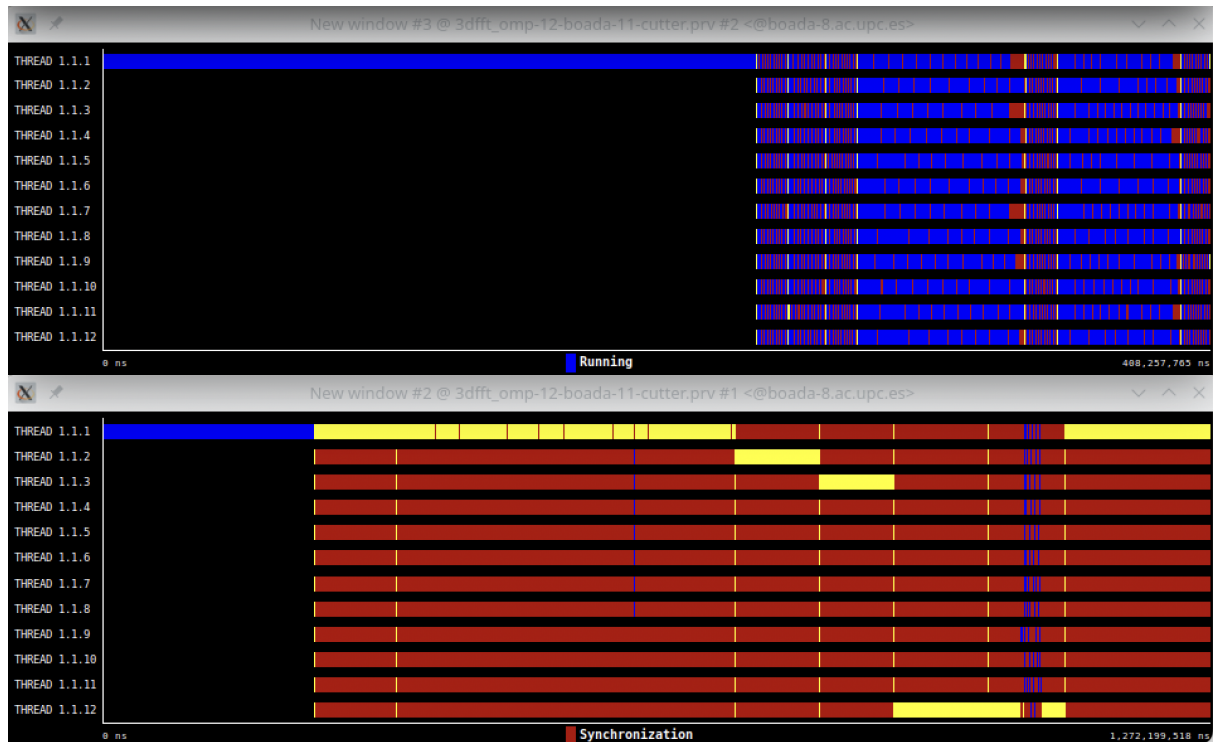 New window #3 @ 3dfft_omp-12-boada-11-cutter.prv #2 <@boada-8.ac.upc.es>
THREAD 1.1.1
THREAD 1.1.2
THREAD 1.1.3
THREAD 1.1.4
THREAD 1.1.5
THREAD 1.1.6
THREAD 1.1.7
THREAD 1.1.8
THREAD 1.1.9
THREAD 1.1.10
THREAD 1.1.11
THREAD 1.1.12
0 ns Running 408,257,765 ns
New window #2 @ 3dfft_omp-12-boada-11-cutter.prv #1 <@boada-8.ac.upc.es>
THREAD 1.1.1
THREAD 1.1.2
THREAD 1.1.3
THREAD 1.1.4
THREAD 1.1.5
THREAD 1.1.6
THREAD 1.1.7
THREAD 1.1.8
THREAD 1.1.9
THREAD 1.1.10
THREAD 1.1.11
THREAD 1.1.12
0 ns Synchronization 1,272,199,518 ns